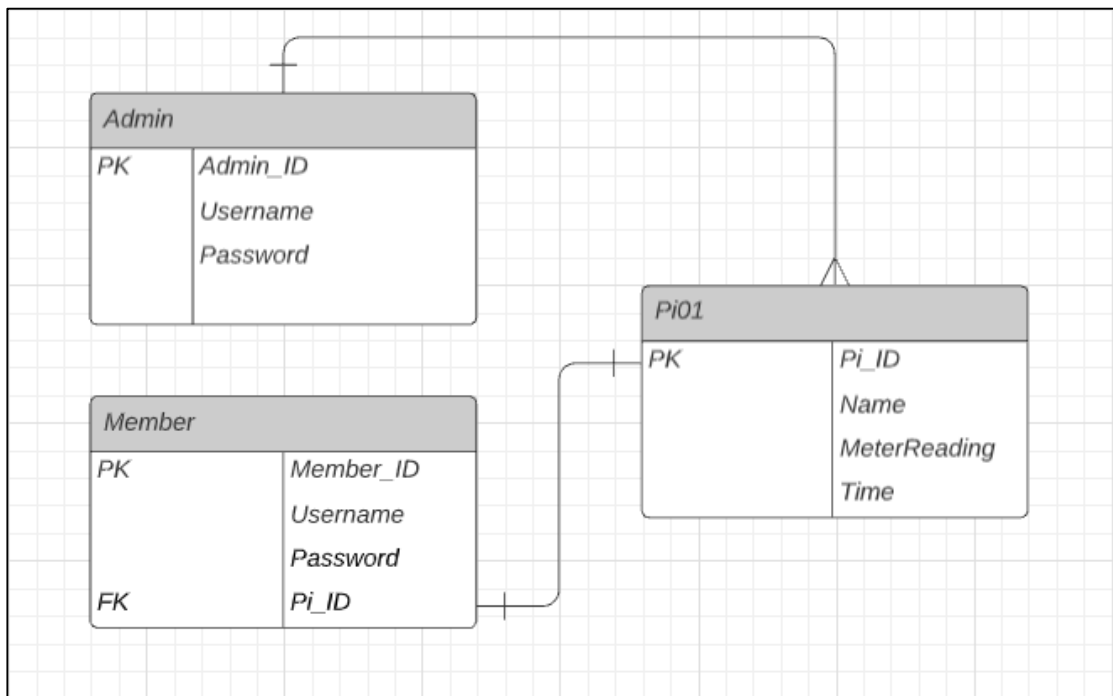 Admin
PK Admin_ID
Username
Password
Pi01
PK Pi_ID
Name
MeterReading
Time
Member
PK Member_ID
Username
Password
FK Pi_ID